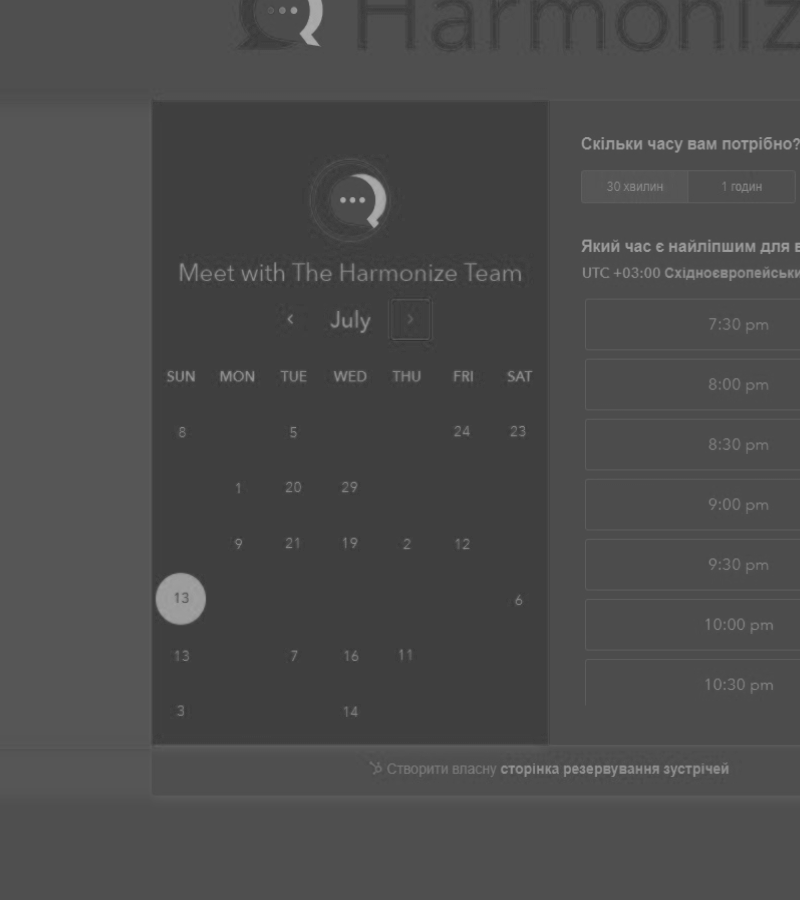 Harmoniz
Meet with The Harmonize Team
July
SUN MON TUE WED THU FRI SAT
8 5 24 23
1 20 29
9 21 19 2 12
13 6
13 7 16 11
3 14
Скільки часу вам потрібно?
30 хвилин 1 годин
Який час є найліпшим для в
UTC +03:00 Східноєвропейськи
7:30 pm
8:00 pm
8:30 pm
9:00 pm
9:30 pm
10:00 pm
10:30 pm
Створити власну сторінка резервування зустрічей